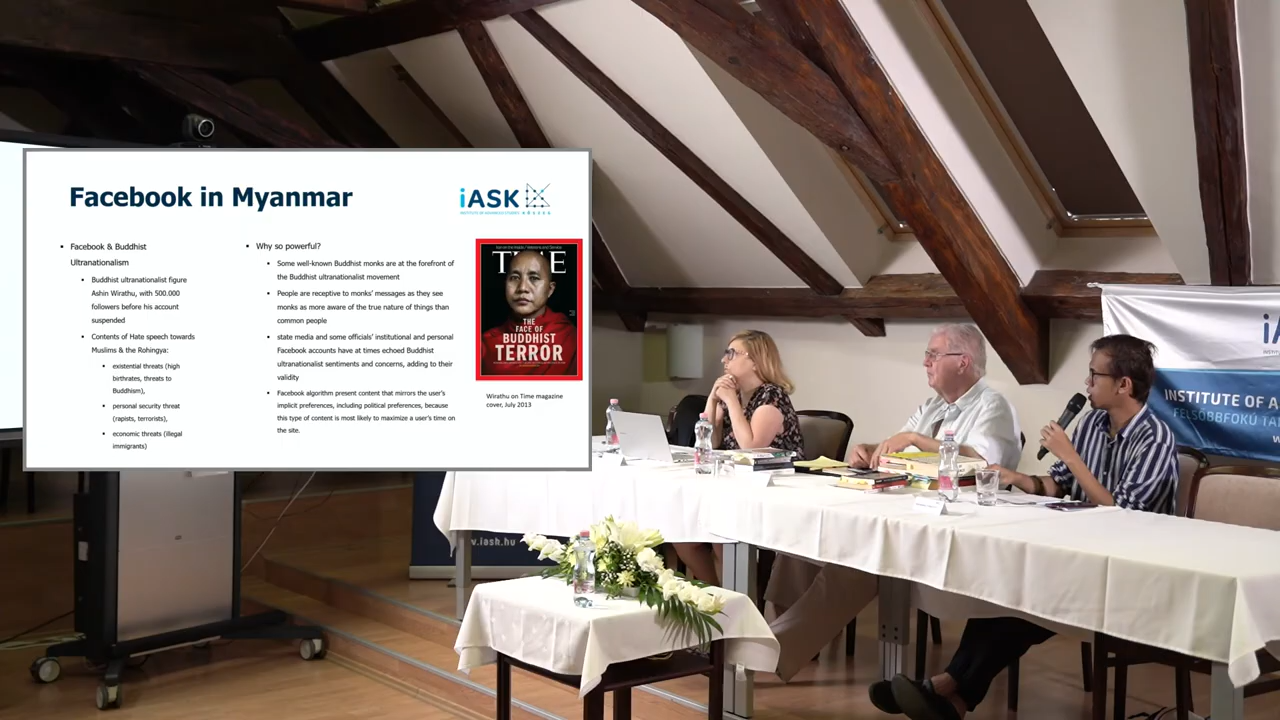 Facebook in Myanmar
iASK
▪ Facebook & Buddhist
Ultranationalism
▪ Buddhist ultranationalist figure
Ashin Wirathu, with 500.000
followers before his account
suspended
▪ Contents of Hate speech towards
Muslims & the Rohingya:
▪ existential threats (high
birthrates, threats to
Buddhism),
▪ personal security threat
(rapists, terrorists),
▪ economic threats (illegal
immigrants)
▪ Why so powerful?
▪ Some well-known Buddhist monks are at the forefront of
the Buddhist ultranationalist movement
▪ People are receptive to monks' messages as they see
monks as more aware of the true nature of things than
common people
▪ state media and some officials' institutional and personal
Facebook accounts have at times echoed Buddhist
ultranationalist sentiments and concerns, adding to their
validity
▪ Facebook algorithm present content that mirrors the user's
implicit preferences, including political preferences, because
this type of content is most likely to maximize a user's time on
the site.
TIME
THE
FACE OF
BUDDHIST
TERROR
Wirathu on Time magazine
cover, July 2013
INSTITUTE OF A
FELSŐBBFOKÚ TA
w
w.iask.hu